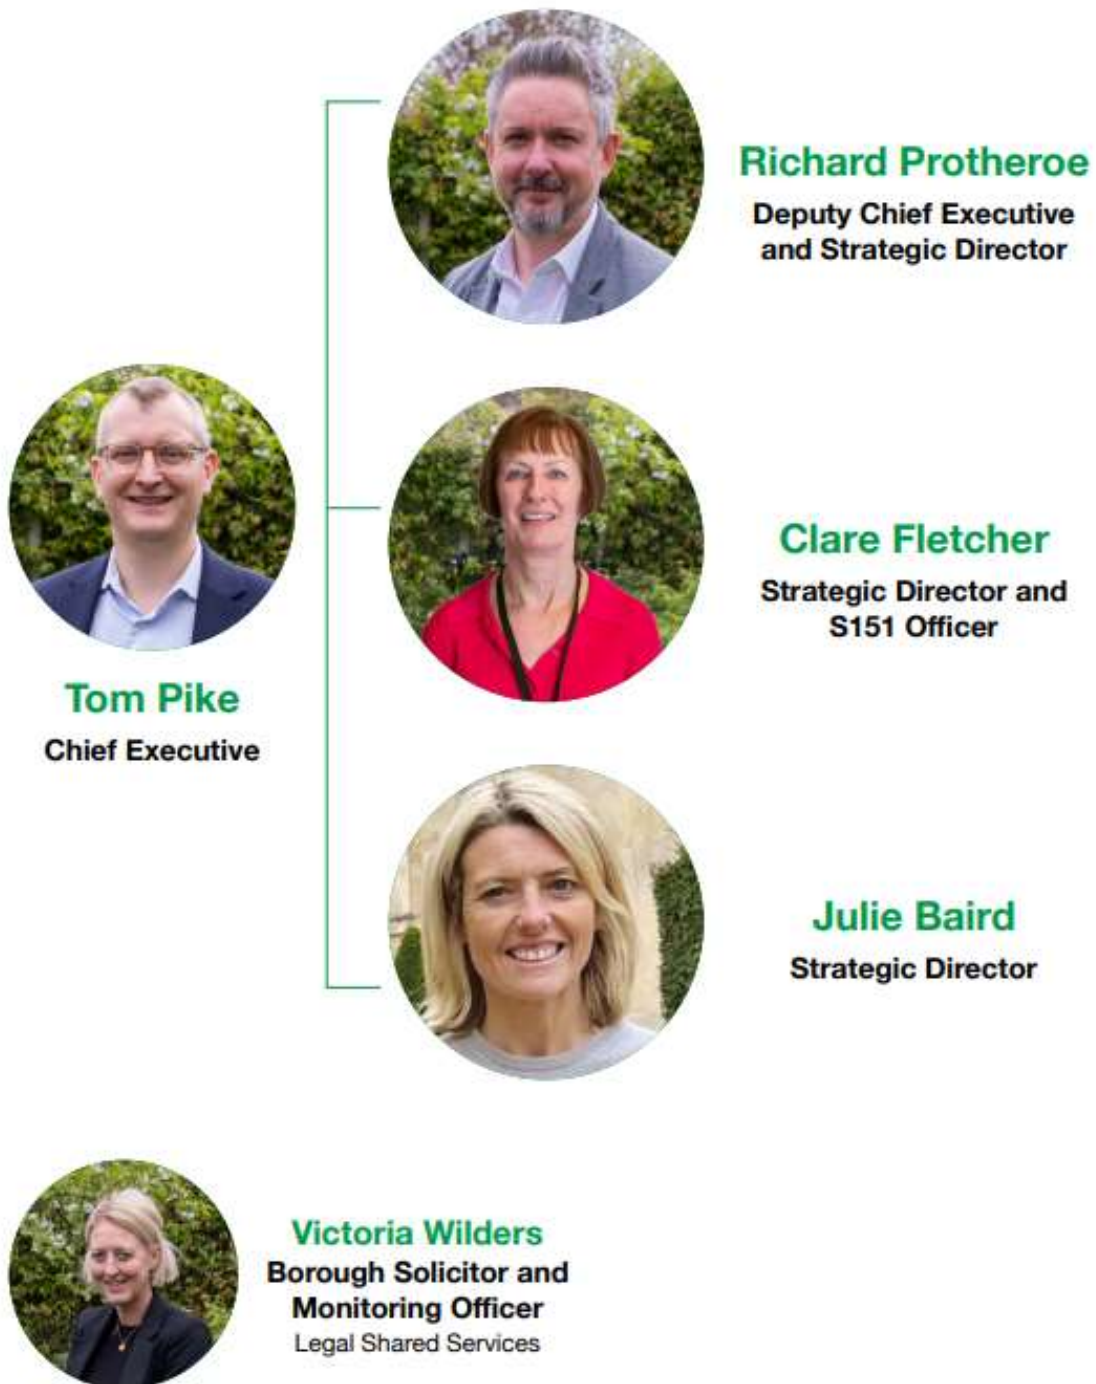 Richard Protheroe
Deputy Chief Executive
and Strategic Director
Tom Pike
Chief Executive
Clare Fletcher
Strategic Director and
S151 Officer
Julie Baird
Strategic Director
Victoria Wilders
Borough Solicitor and
Monitoring Officer
Legal Shared Services